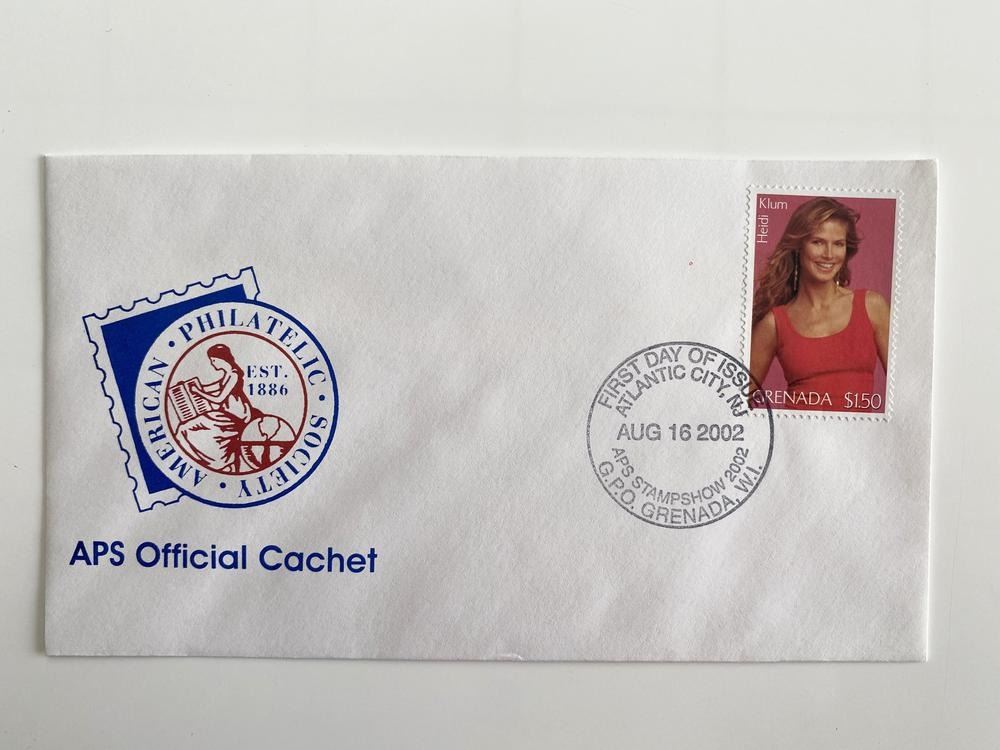 AMERICAN · PHILATELIC · SOCIETY ·
EST.
1886
APS Official Cachet
Heidi Klum
GRENADA $1.50
FIRST DAY OF ISSUE
ATLANTIC CITY, NJ
AUG 16 2002
APS STAMPSHOW 2002
G.P.O. GRENADA, W.I.